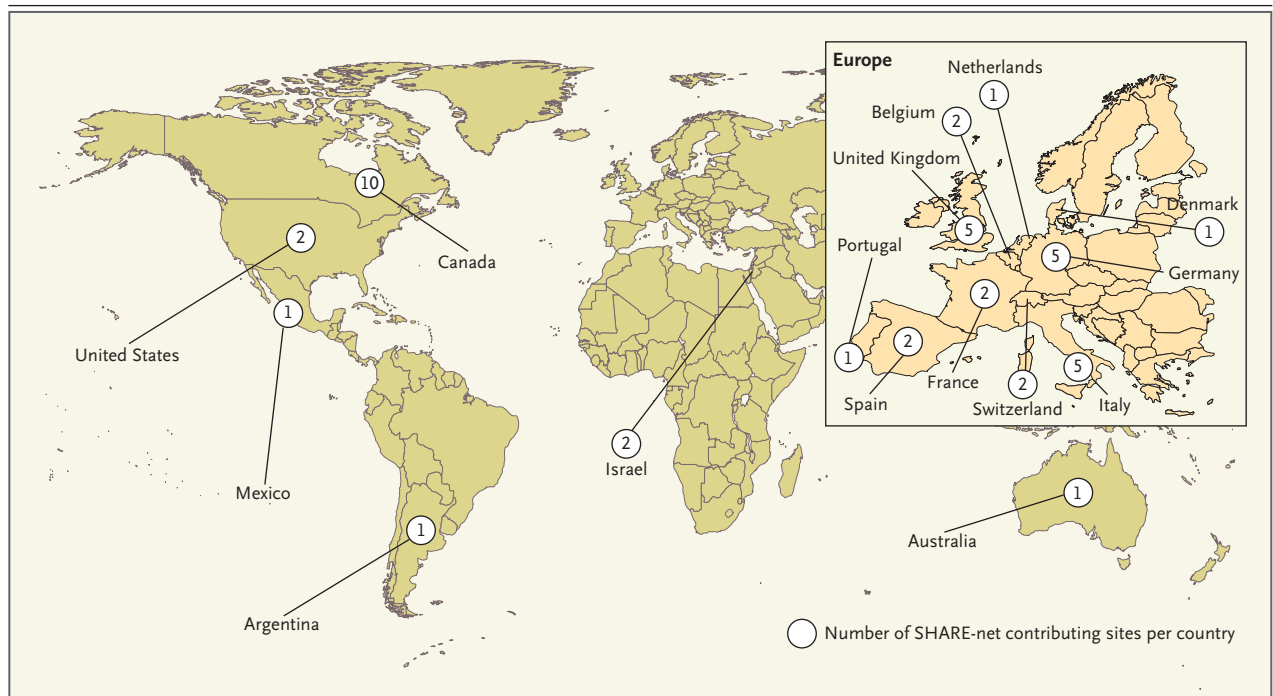 Europe
Netherlands
1
Belgium
2
United Kingdom
5
Denmark
1
Portugal
1
5
Germany
2
France
2
Spain
2
Switzerland
5
Italy
10
Canada
2
United States
1
Mexico
2
Israel
1
Australia
1
Argentina
Number of SHARE-net contributing sites per country